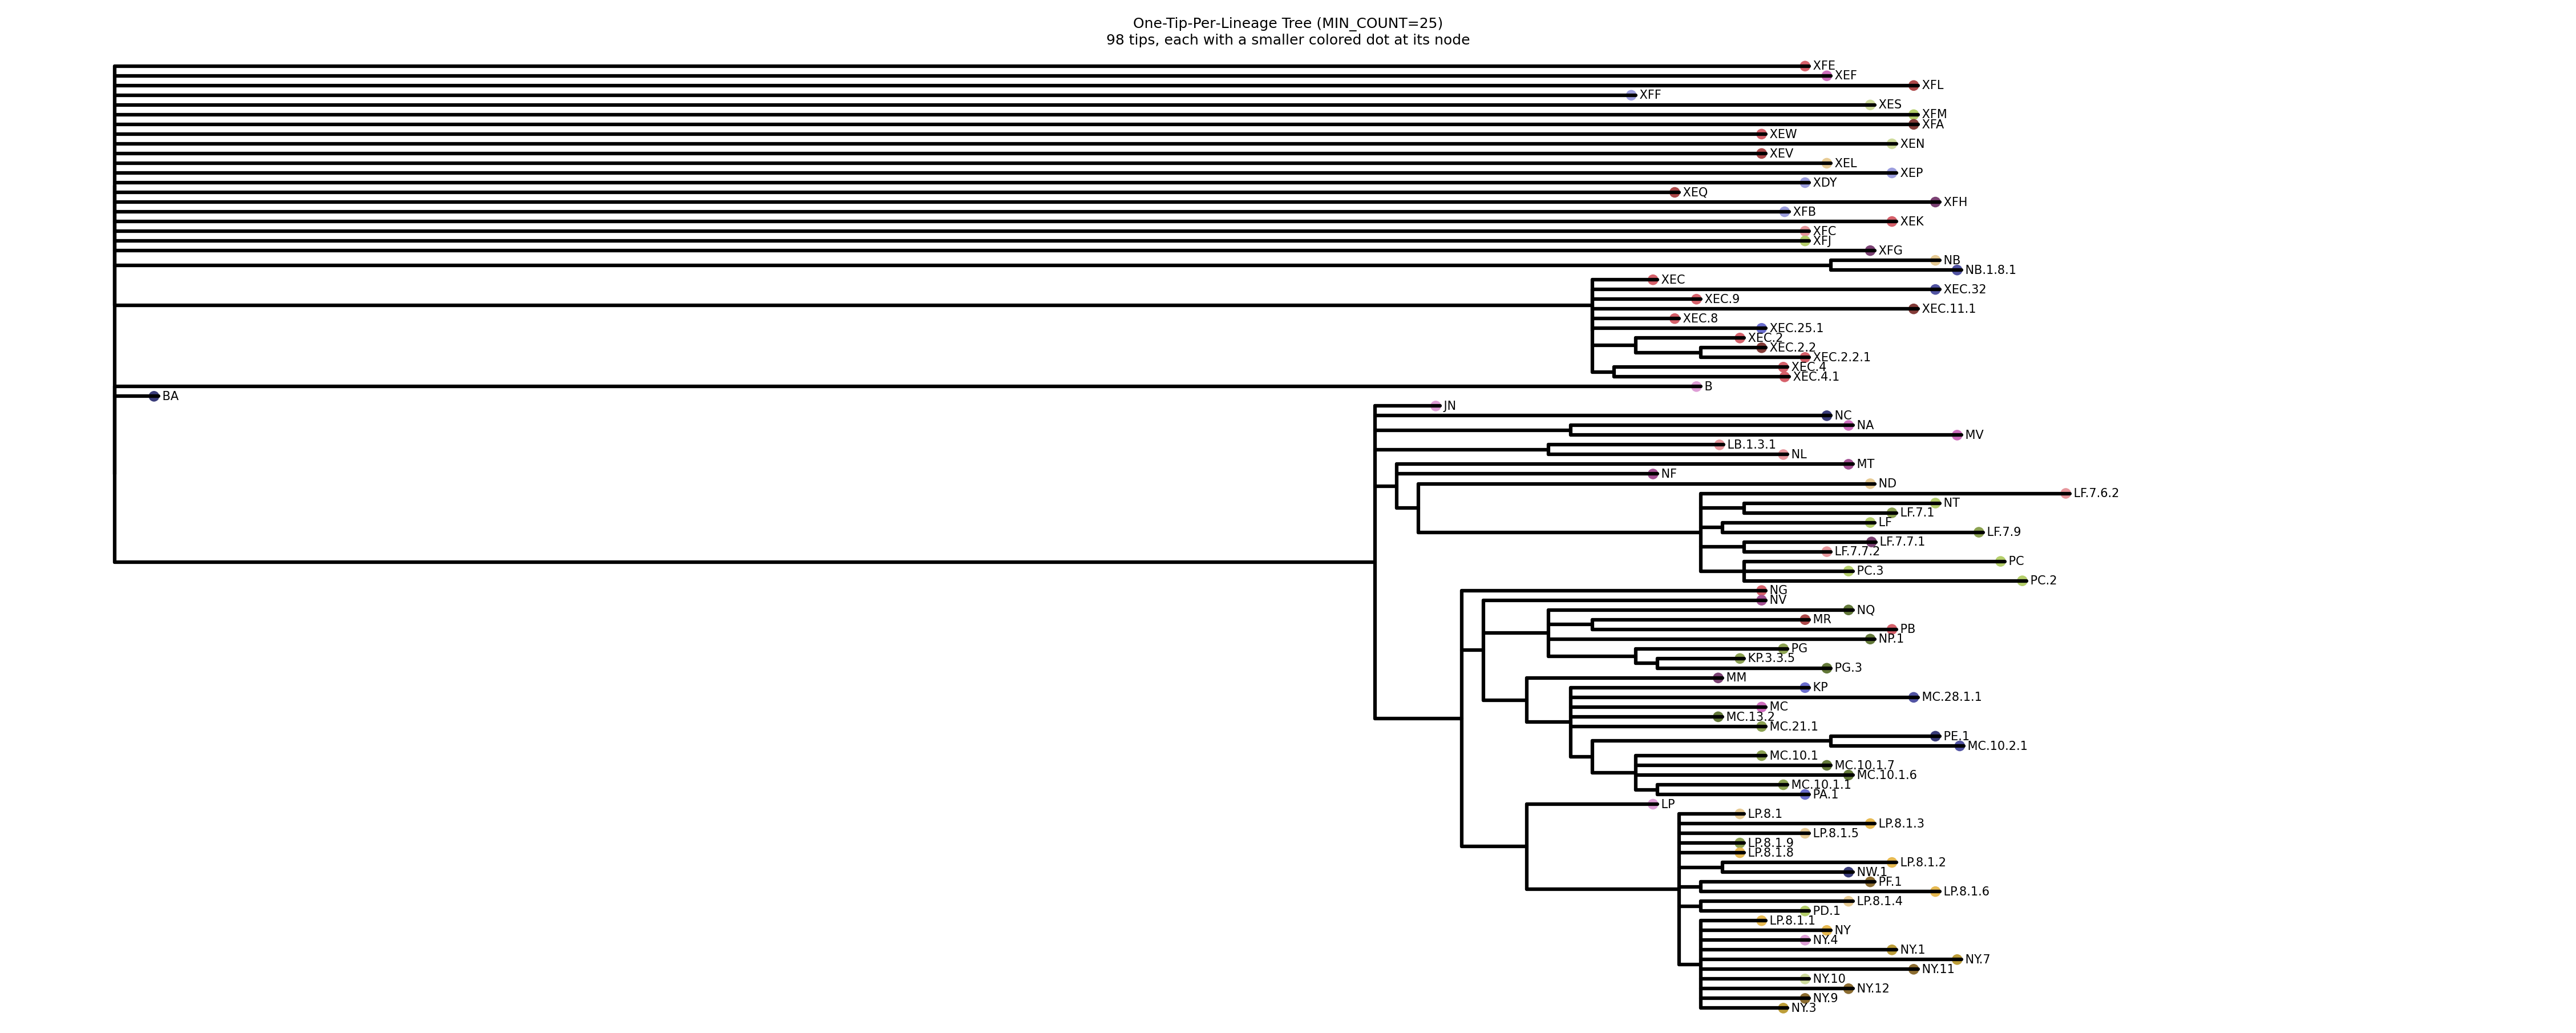 One-Tip-Per-Lineage Tree (MIN_COUNT=25)
98 tips, each with a smaller colored dot at its node
XFE
XEF
XFL
XFF
XES
XFM
XFA
XEW
XEN
XEV
XEL
XEP
XDY
XEQ
XFH
XFB
XEK
XFC
XFJ
XFG
NB
NB.1.8.1
XEC
XEC.32
XEC.9
XEC.11.1
XEC.8
XEC.25.1
XEC.2
XEC.2.2
XEC.2.2.1
XEC.4
XEC.4.1
B
BA
JN
NC
NA
MV
LB.1.3.1
NL
MT
NF
ND
LF.7.6.2
NT
LF.7.1
LF
LF.7.9
LF.7.7.1
LF.7.7.2
PC
PC.3
PC.2
NG
NV
NQ
MR
PB
NP.1
PG
KP.3.3.5
PG.3
MM
KP
MC.28.1.1
MC
MC.13.2
MC.21.1
PE.1
MC.10.2.1
MC.10.1
MC.10.1.7
MC.10.1.6
MC.10.1.1
PA.1
LP
LP.8.1
LP.8.1.3
LP.8.1.5
LP.8.1.9
LP.8.1.8
LP.8.1.2
NW.1
PF.1
LP.8.1.6
LP.8.1.4
PD.1
LP.8.1.1
NY
NY.4
NY.1
NY.7
NY.11
NY.10
NY.12
NY.9
NY.3